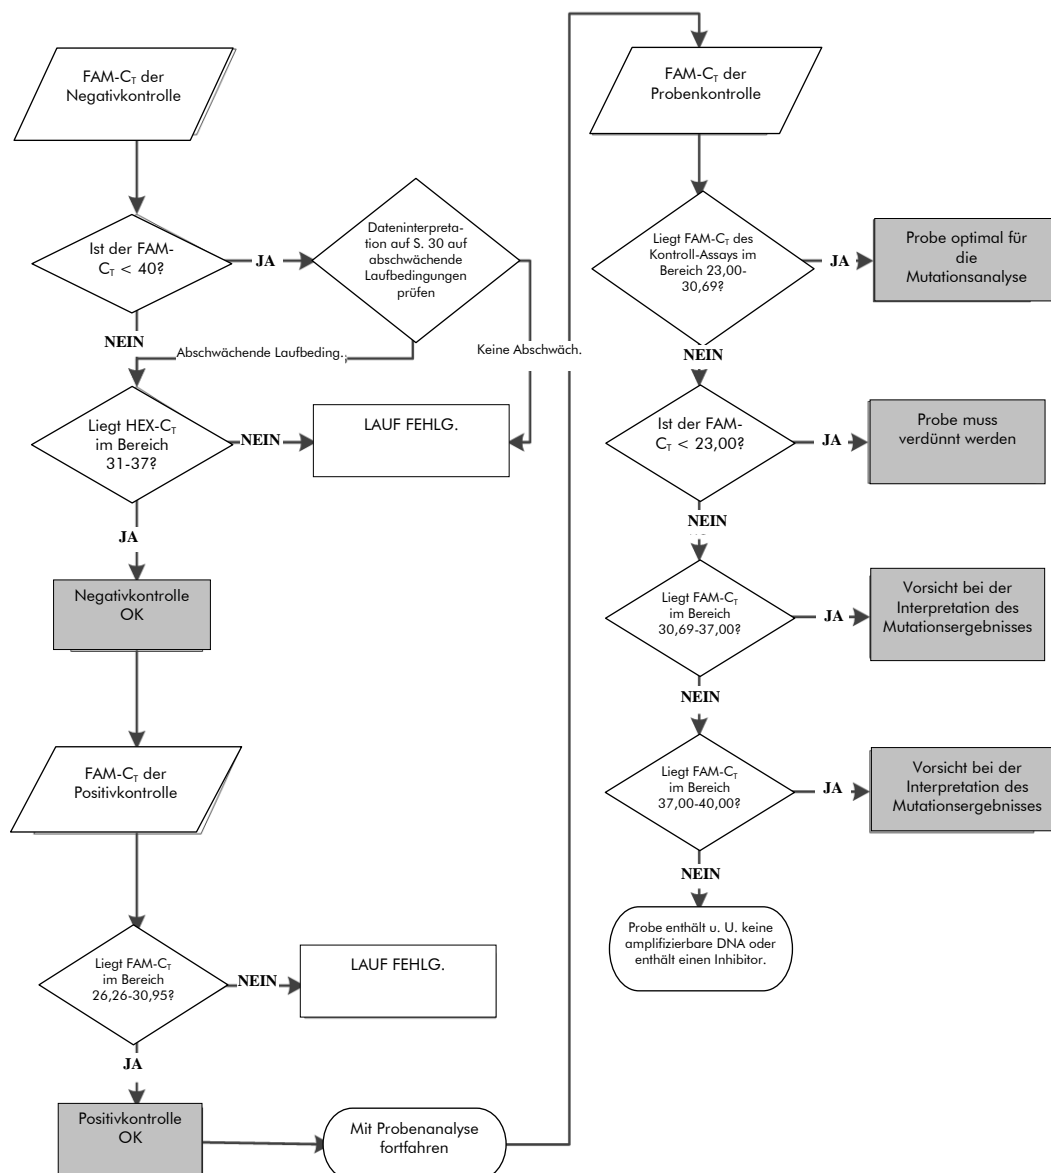 FAM-CT der
Negativkontrolle
Ist der FAM-
CT < 40?
JA
Dateninterpreta-
tion auf S. 30 auf
abschwächende
Laufbedingungen
prüfen
NEIN
Abschwächende Laufbeding.
Keine Abschwäch.
Liegt HEX-CT
im Bereich
31-37?
NEIN
LAUF FEHLG.
JA
Negativkontrolle
OK
FAM-CT der
Positivkontrolle
Liegt FAM-CT
im Bereich
26,26-30,95?
NEIN
LAUF FEHLG.
JA
Positivkontrolle
OK
Mit Probenanalyse
fortfahren
FAM-CT der
Probenkontrolle
Liegt FAM-CT des
Kontroll-Assays im
Bereich 23,00-
30,69?
JA
Probe optimal für
die
Mutationsanalyse
NEIN
Ist der FAM-
CT < 23,00?
JA
Probe muss
verdünnt werden
NEIN
Liegt FAM-CT
im Bereich
30,69-37,00?
JA
Vorsicht bei der
Interpretation des
Mutationsergebnisses
NEIN
Liegt FAM-CT
im Bereich
37,00-40,00?
JA
Vorsicht bei der
Interpretation des
Mutationsergebnisses
NEIN
Probe enthält u. U. keine
amplifizierbare DNA oder
enthält einen Inhibitor.